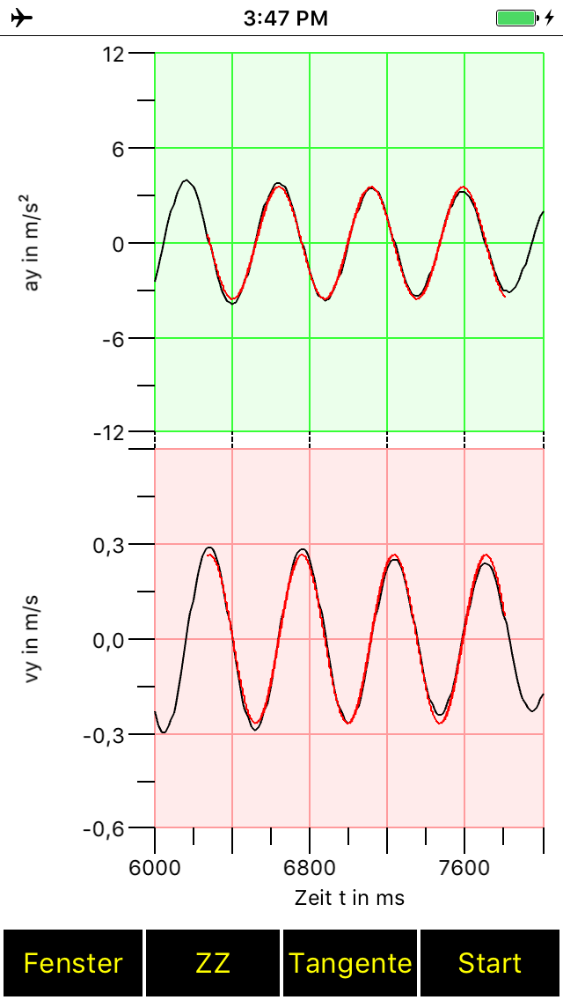 3:47 PM
12
6
0
-6
-12
ay in m/s²
0,3
0,0
-0,3
-0,6
vy in m/s
6000 6800 7600
Zeit t in ms
Fenster ZZ Tangente Start